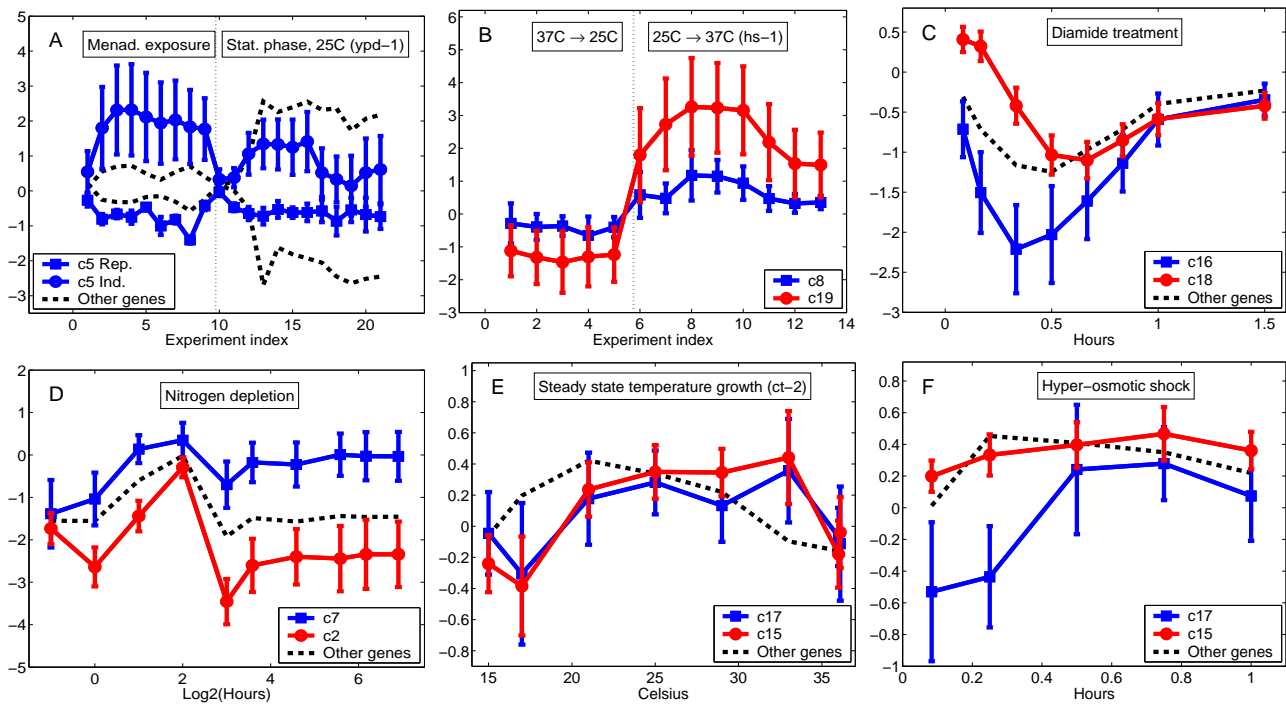 A
Menad. exposure
Stat. phase, 25C (ypd−1)
5
4
3
2
1
0
−1
−2
−3
c5 Rep.
c5 Ind.
Other genes
0 5 10 15 20
Experiment index
B
37C → 25C
25C → 37C (hs−1)
6
5
4
3
2
1
0
−1
−2
−3
c8
c19
0 2 4 6 8 10 12 14
Experiment index
C
Diamide treatment
0.5
0
−0.5
−1
−1.5
−2
−2.5
−3
c16
c18
Other genes
0 0.5 1 1.5
Hours
D
Nitrogen depletion
2
1
0
−1
−2
−3
−4
−5
c7
c2
Other genes
0 2 4 6
Log2(Hours)
E
Steady state temperature growth (ct−2)
1
0.8
0.6
0.4
0.2
0
−0.2
−0.4
−0.6
−0.8
c17
c15
Other genes
15 20 25 30 35
Celsius
F
Hyper−osmotic shock
0.8
0.6
0.4
0.2
0
−0.2
−0.4
−0.6
−0.8
−1
c17
c15
Other genes
0 0.2 0.4 0.6 0.8 1
Hours